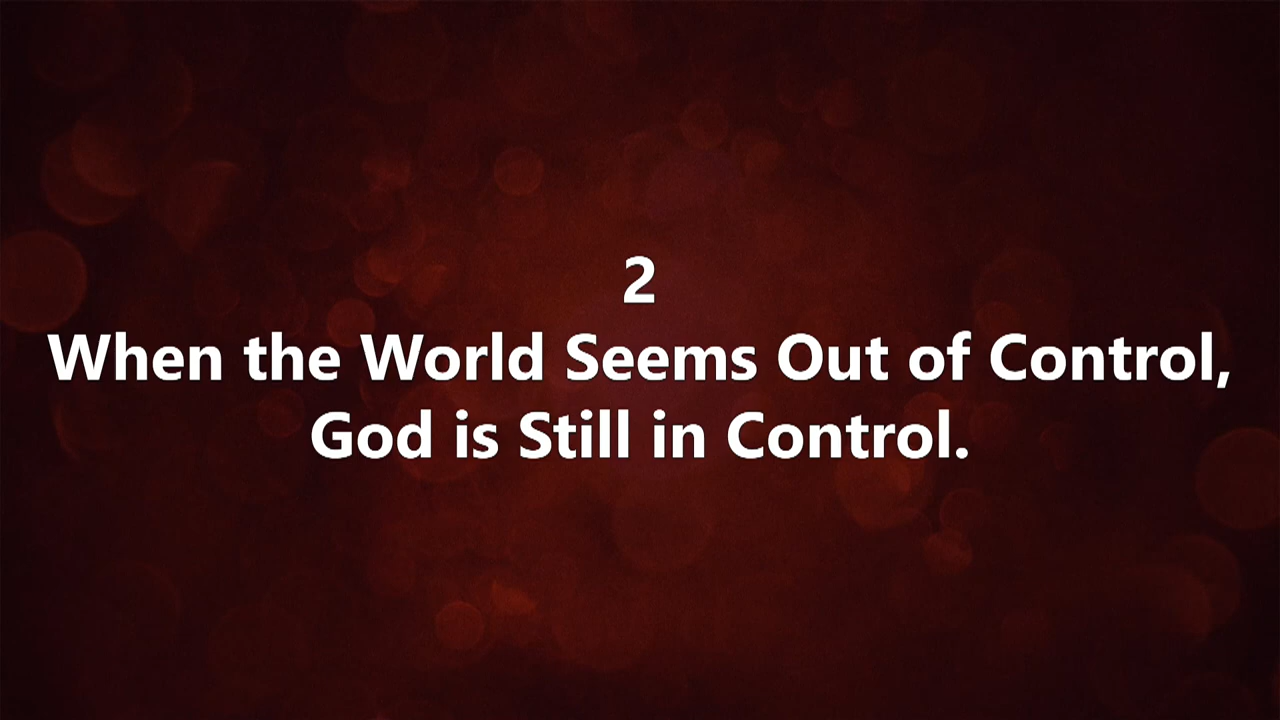 2
When the World Seems Out of Control,
God is Still in Control.